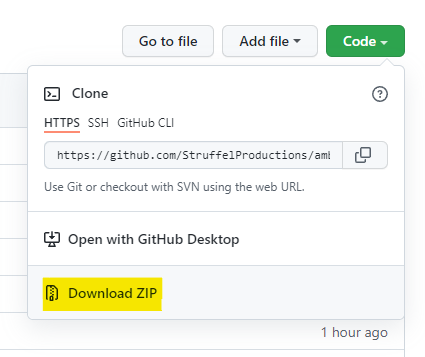 Go to file Add file Code
Clone
HTTPS SSH GitHub CLI
https://github.com/StruffelProductions/am
Use Git or checkout with SVN using the web URL.
Open with GitHub Desktop
Download ZIP
1 hour ago